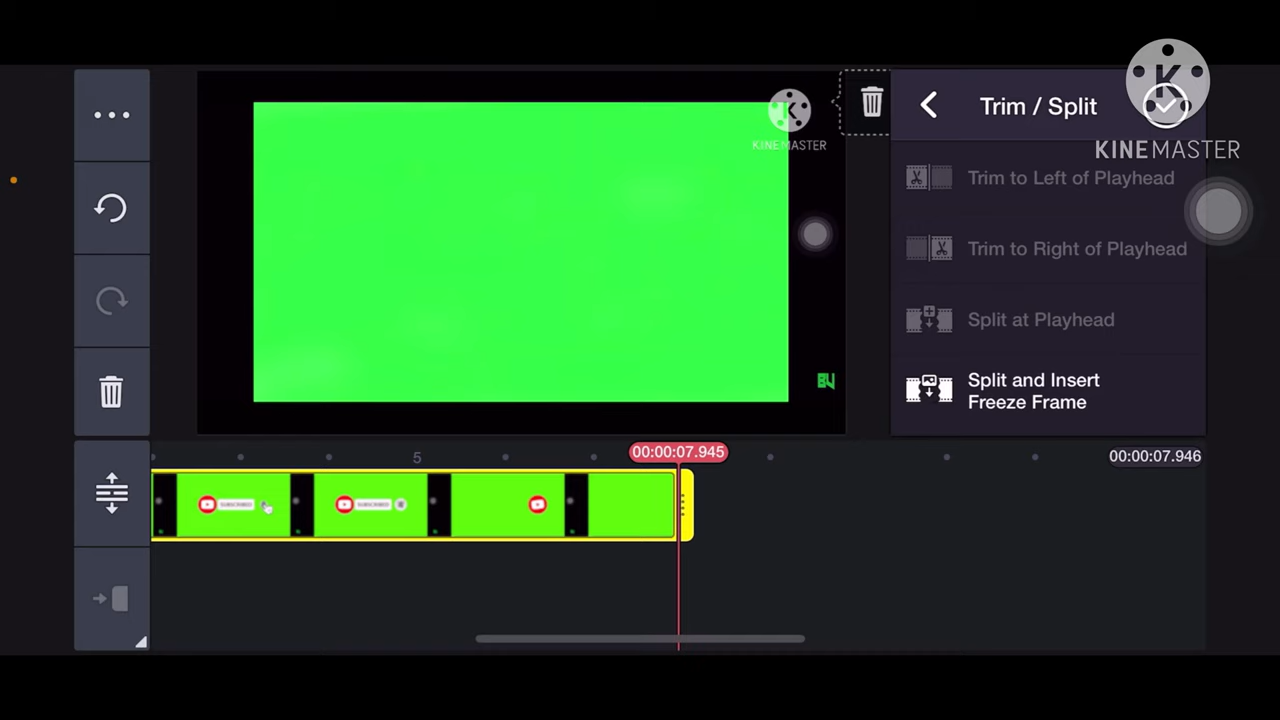 KINEMASTER
Trim / Split
KINEMASTER
Trim to Left of Playhead
Trim to Right of Playhead
Split at Playhead
Split and Insert
Freeze Frame
00:00:07.945
5
00:00:07.946